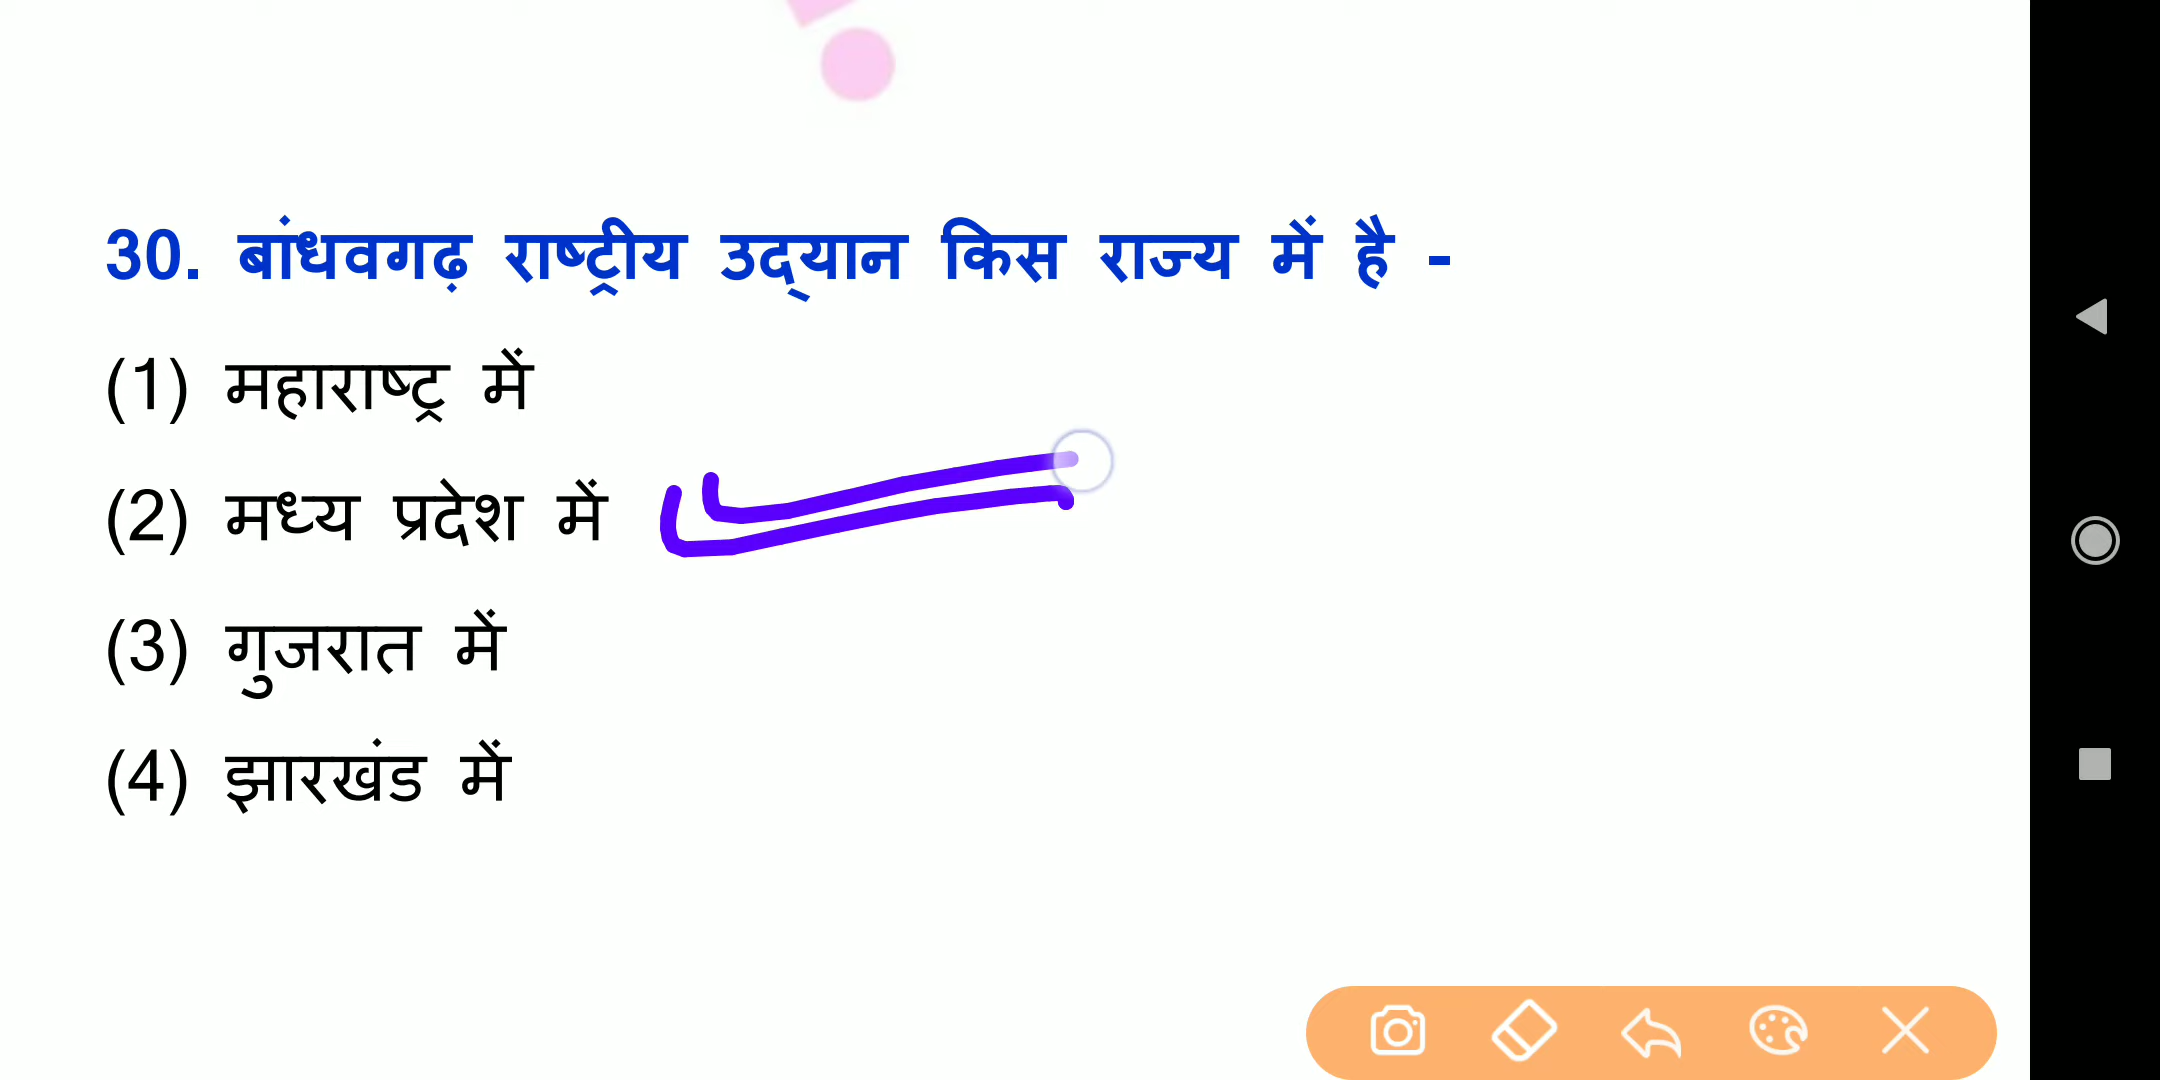 30. बांधवगढ़ राष्ट्रीय उद्‌यान किस राज्य में है -
(1) महाराष्ट्र में
(2) मध्य प्रदेश में
(3) गुजरात में
(4) झारखंड में